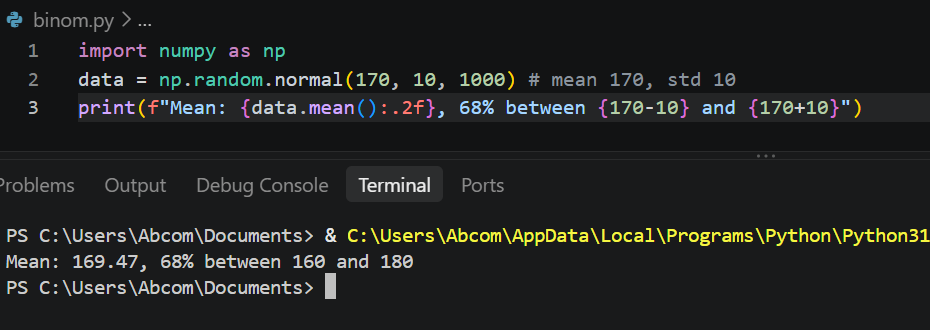 binom.py > ...
1 import numpy as np
2 data = np.random.normal(170, 10, 1000) # mean 170, std 10
3 print(f"Mean: {data.mean():.2f}, 68% between {170-10} and {170+10}")
Problems Output Debug Console Terminal Ports
PS C:\Users\Abcom\Documents> & C:\Users\Abcom\AppData\Local\Programs\Python\Python31
Mean: 169.47, 68% between 160 and 180
PS C:\Users\Abcom\Documents>